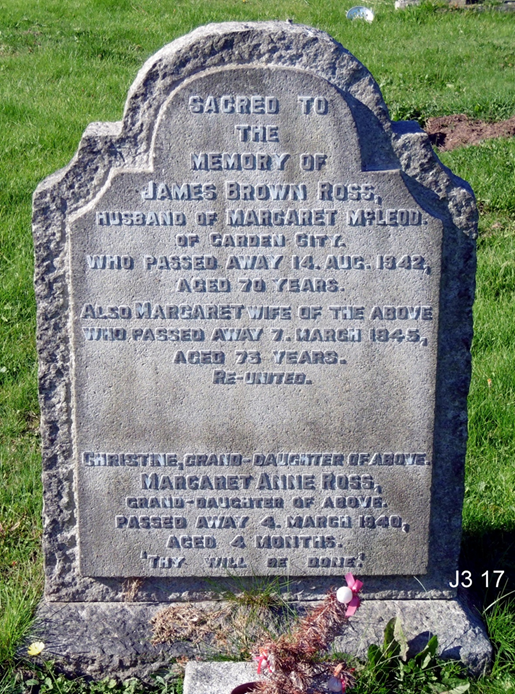 SACRED TO
THE
MEMORY OF
JAMES BROWN ROSS,
HUSBAND OF MARGARET MCLEOD
OF GARDEN CITY.
WHO PASSED AWAY 14. AUG. 1942,
AGED 70 YEARS.
ALSO MARGARET WIFE OF THE ABOVE
WHO PASSED AWAY 7. MARCH 1945,
AGED 75 YEARS.
RE-UNITED.
CHRISTINE, GRAND-DAUGHTER OF ABOVE.
MARGARET ANNE ROSS,
GRAND-DAUGHTER OF ABOVE.
PASSED AWAY 4. MARCH 1940,
AGED 4 MONTHS.
'THY WILL BE DONE.'
J3 17